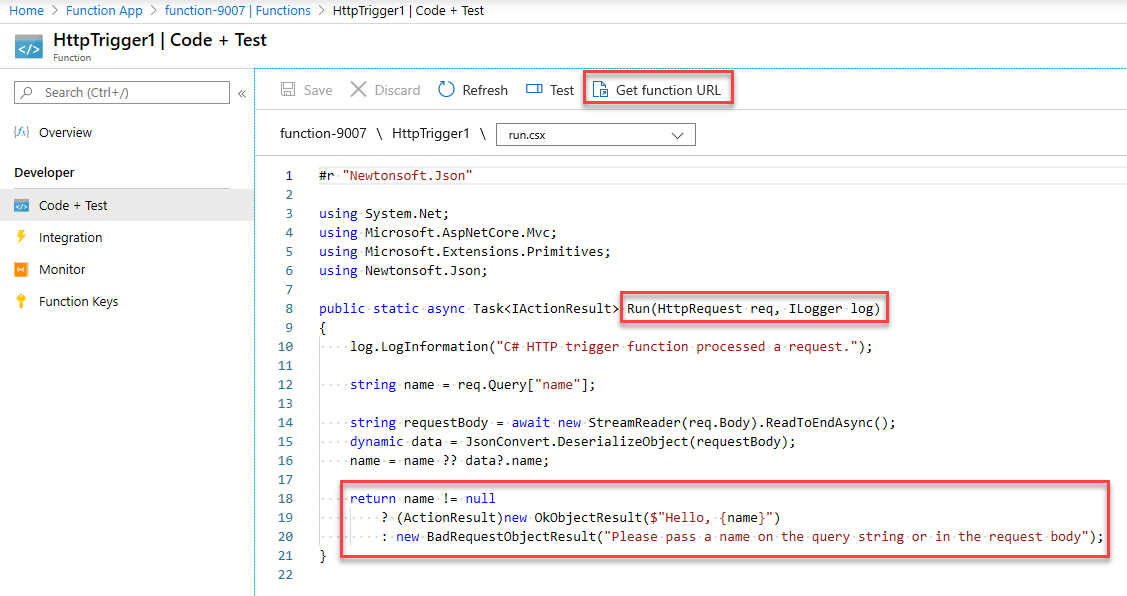 Home > Function App > function-9007 | Functions > HttpTrigger1 | Code + Test
HttpTrigger1 | Code + Test
Function
Search (Ctrl+/)
«
Overview
Developer
Code + Test
Integration
Monitor
Function Keys
Save Discard Refresh Test Get function URL
function-9007 \ HttpTrigger1 \ run.csx
1 #r "Newtonsoft.Json"
2
3 using System.Net;
4 using Microsoft.AspNetCore.Mvc;
5 using Microsoft.Extensions.Primitives;
6 using Newtonsoft.Json;
7
8 public static async Task<IActionResult> Run(HttpRequest req, ILogger log)
9 {
10 log.LogInformation("C# HTTP trigger function processed a request.");
11
12 string name = req.Query["name"];
13
14 string requestBody = await new StreamReader(req.Body).ReadToEndAsync();
15 dynamic data = JsonConvert.DeserializeObject(requestBody);
16 name = name ?? data?.name;
17
18 return name != null
19 ? (ActionResult)new OkObjectResult($"Hello, {name}")
20 : new BadRequestObjectResult("Please pass a name on the query string or in the request body");
21 }
22